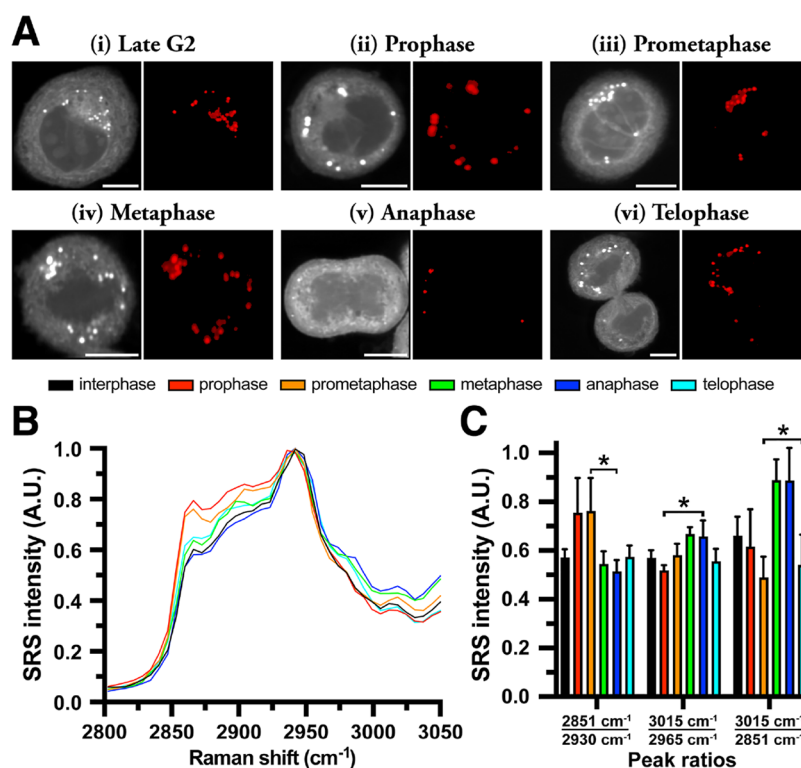 A
(i) Late G2
(ii) Prophase
(iii) Prometaphase
(iv) Metaphase
(v) Anaphase
(vi) Telophase
interphase prophase prometaphase metaphase anaphase telophase
B
SRS intensity (A.U.)
1.0
0.8
0.6
0.4
0.2
0.0
2800 2850 2900 2950 3000 3050
Raman shift (cm⁻¹)
C
SRS intensity (A.U.)
1.0
0.8
0.6
0.4
0.2
0.0
*
*
*
2851 cm⁻¹ 3015 cm⁻¹ 3015 cm⁻¹
2930 cm⁻¹ 2965 cm⁻¹ 2851 cm⁻¹
Peak ratios